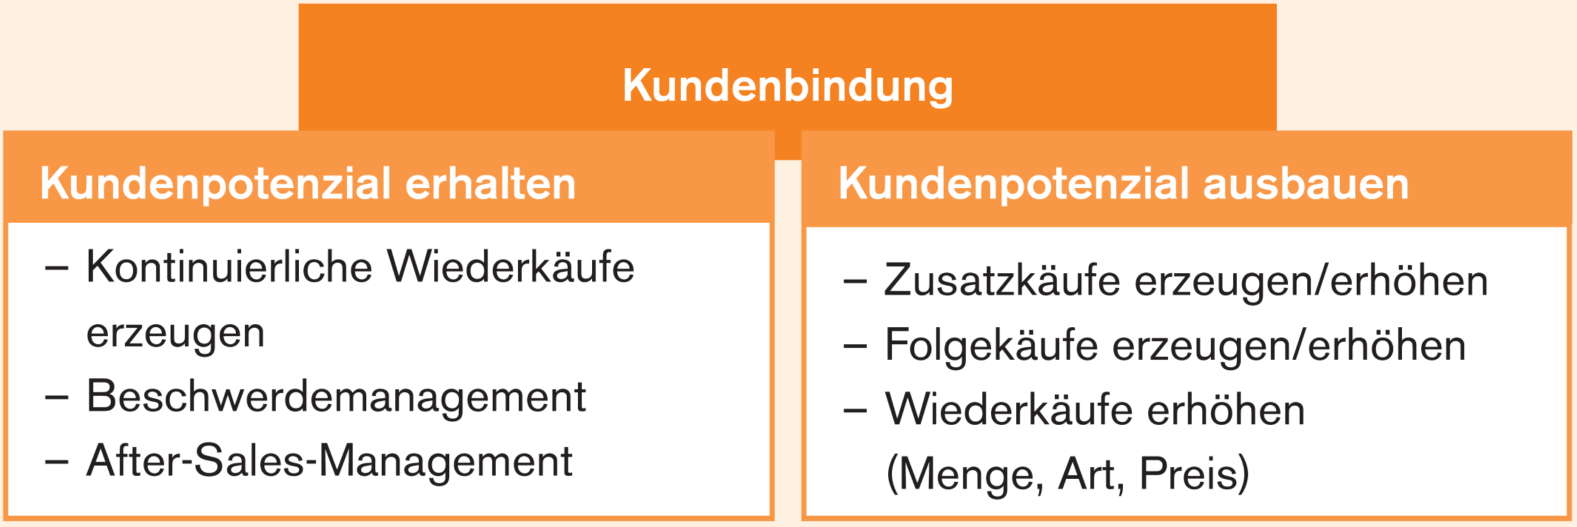 Kundenbindung
Kundenpotenzial erhalten
– Kontinuierliche Wiederkäufe
erzeugen
– Beschwerdemanagement
– After-Sales-Management
Kundenpotenzial ausbauen
– Zusatzkäufe erzeugen/erhöhen
– Folgekäufe erzeugen/erhöhen
– Wiederkäufe erhöhen
(Menge, Art, Preis)